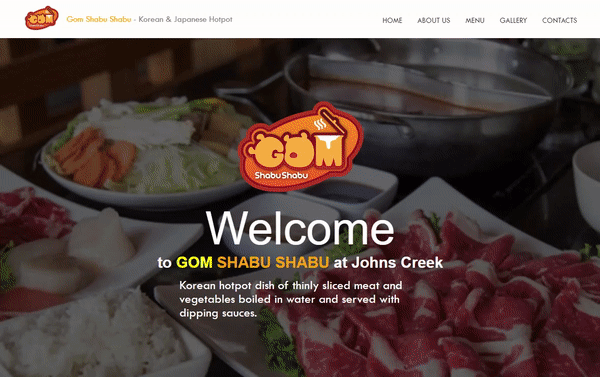 Gom Shabu Shabu - Korean & Japanese Hotpot
HOME ABOUT US MENU GALLERY CONTACTS
GOM
ShabuShabu
Welcome
to GOM SHABU SHABU at Johns Creek
Korean hotpot dish of thinly sliced meat and
vegetables boiled in water and served with
dipping sauces.